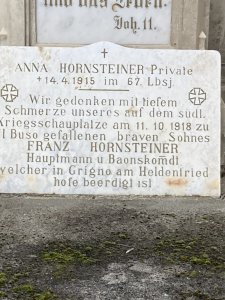 und das Leben.
Joh. 11.
ANNA HORNSTEINER Private
+ 4.4.1915 im 67. Lbsj
Wir gedenken mit tiefem
Schmerze unseres auf dem südl.
Kriegsschauplatze am 11.10.1918 zu
l Buso gefallenen braven Sohnes
FRANZ HORNSTEINER
Hauptmann u Baonskomdt
welcher in Grigno am Heldenfried
hofe beerdigt ist